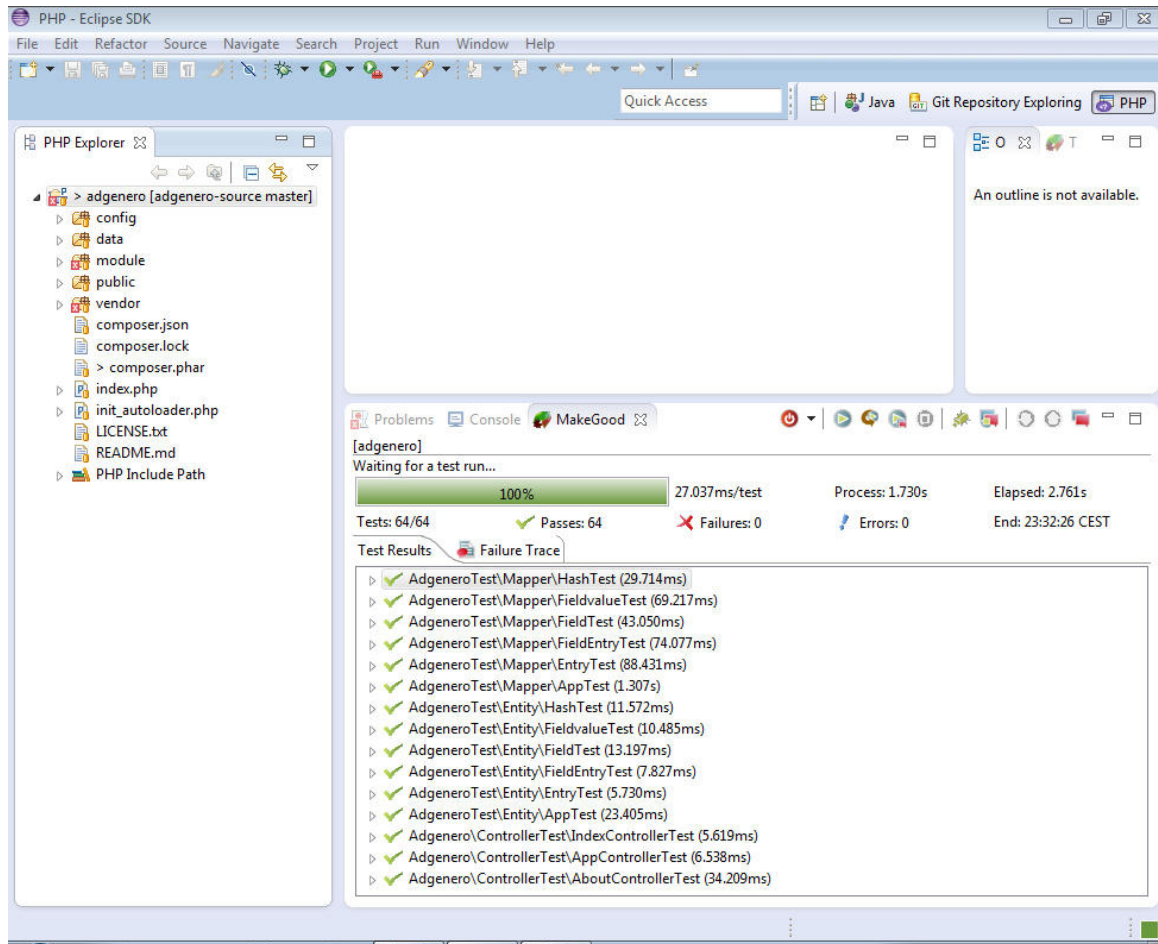 PHP - Eclipse SDK
File Edit Refactor Source Navigate Search Project Run Window Help
Quick Access
Java
Git Repository Exploring
PHP
PHP Explorer
> adgenero [adgenero-source master]
config
data
module
public
vendor
composer.json
composer.lock
> composer.phar
index.php
init_autoloader.php
LICENSE.txt
README.md
PHP Include Path
O
T
An outline is not available.
Problems
Console
MakeGood
[adgenero]
Waiting for a test run...
100% 27.037ms/test Process: 1.730s Elapsed: 2.761s
Tests: 64/64 Passes: 64 Failures: 0 Errors: 0 End: 23:32:26 CEST
Test Results
Failure Trace
AdgeneroTest\Mapper\HashTest (29.714ms)
AdgeneroTest\Mapper\FieldvalueTest (69.217ms)
AdgeneroTest\Mapper\FieldTest (43.050ms)
AdgeneroTest\Mapper\FieldEntryTest (74.077ms)
AdgeneroTest\Mapper\EntryTest (88.431ms)
AdgeneroTest\Mapper\AppTest (1.307s)
AdgeneroTest\Entity\HashTest (11.572ms)
AdgeneroTest\Entity\FieldvalueTest (10.485ms)
AdgeneroTest\Entity\FieldTest (13.197ms)
AdgeneroTest\Entity\FieldEntryTest (7.827ms)
AdgeneroTest\Entity\EntryTest (5.730ms)
AdgeneroTest\Entity\AppTest (23.405ms)
Adgenero\ControllerTest\IndexControllerTest (5.619ms)
Adgenero\ControllerTest\AppControllerTest (6.538ms)
Adgenero\ControllerTest\AboutControllerTest (34.209ms)